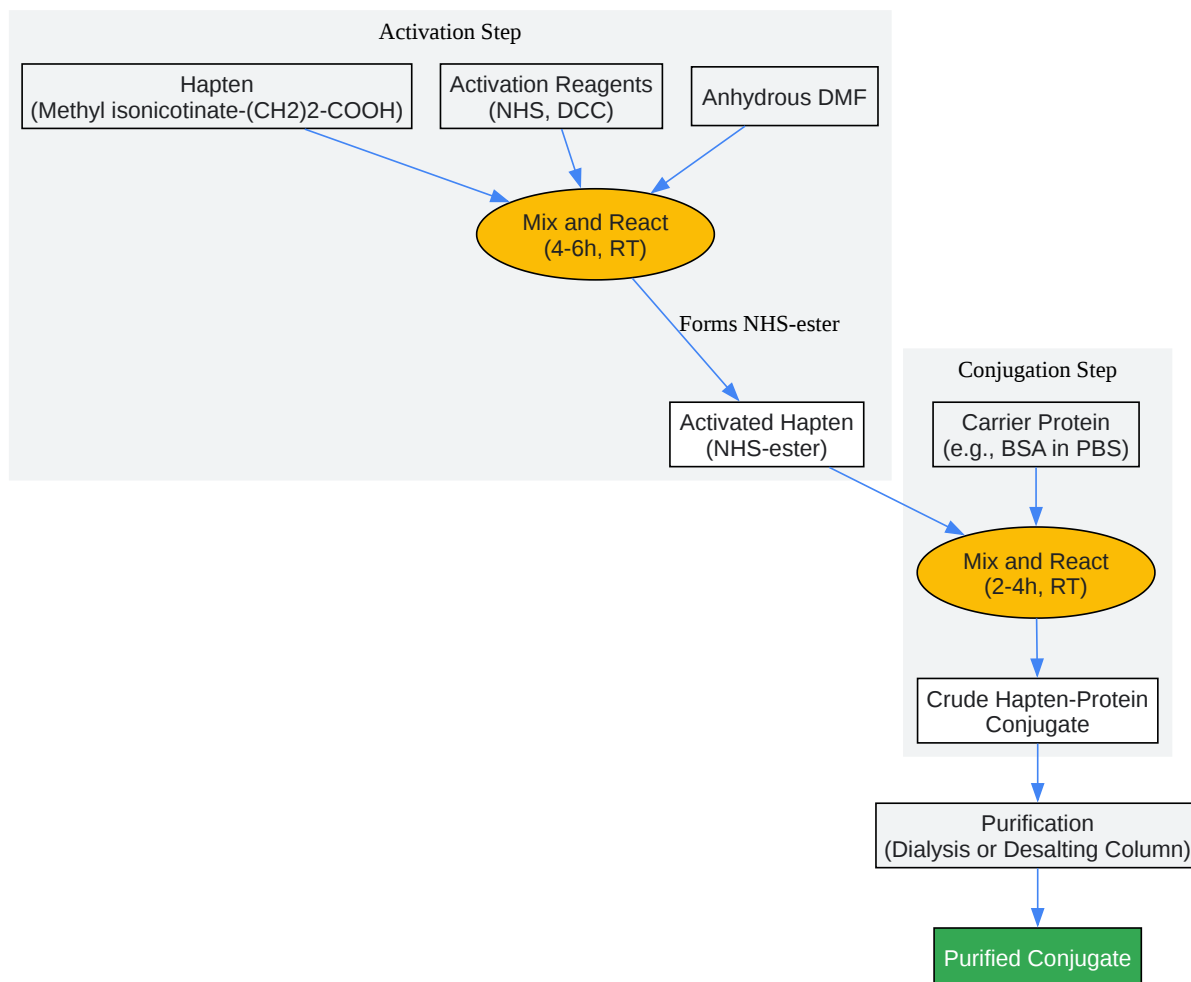 Activation Step
Hapten
(Methyl isonicotinate-(CH2)2-COOH)
Activation Reagents
(NHS, DCC)
Anhydrous DMF
Mix and React
(4-6h, RT)
Forms NHS-ester
Activated Hapten
(NHS-ester)
Conjugation Step
Carrier Protein
(e.g., BSA in PBS)
Mix and React
(2-4h, RT)
Crude Hapten-Protein
Conjugate
Purification
(Dialysis or Desalting Column)
Purified Conjugate